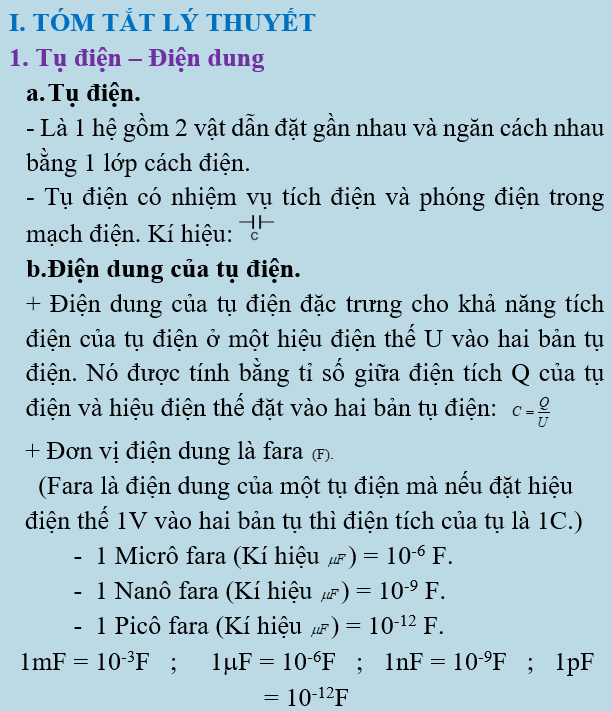 I. TÓM TẮT LÝ THUYẾT
1. Tụ điện – Điện dung
a. Tụ điện.
- Là 1 hệ gồm 2 vật dẫn đặt gần nhau và ngăn cách nhau
bằng 1 lớp cách điện.
- Tụ điện có nhiệm vụ tích điện và phóng điện trong
mạch điện. Kí hiệu: C
b.Điện dung của tụ điện.
+ Điện dung của tụ điện đặc trưng cho khả năng tích
điện của tụ điện ở một hiệu điện thế U vào hai bản tụ
điện. Nó được tính bằng tỉ số giữa điện tích Q của tụ
điện và hiệu điện thế đặt vào hai bản tụ điện: C = Q/U
+ Đơn vị điện dung là fara (F).
(Fara là điện dung của một tụ điện mà nếu đặt hiệu
điện thế 1V vào hai bản tụ thì điện tích của tụ là 1C.)
- 1 Micrô fara (Kí hiệu μF) = 10⁻⁶ F.
- 1 Nanô fara (Kí hiệu μF) = 10⁻⁹ F.
- 1 Picô fara (Kí hiệu μF) = 10⁻¹² F.
1mF = 10⁻³F ; 1μF = 10⁻⁶F ; 1nF = 10⁻⁹F ; 1pF
= 10⁻¹²F